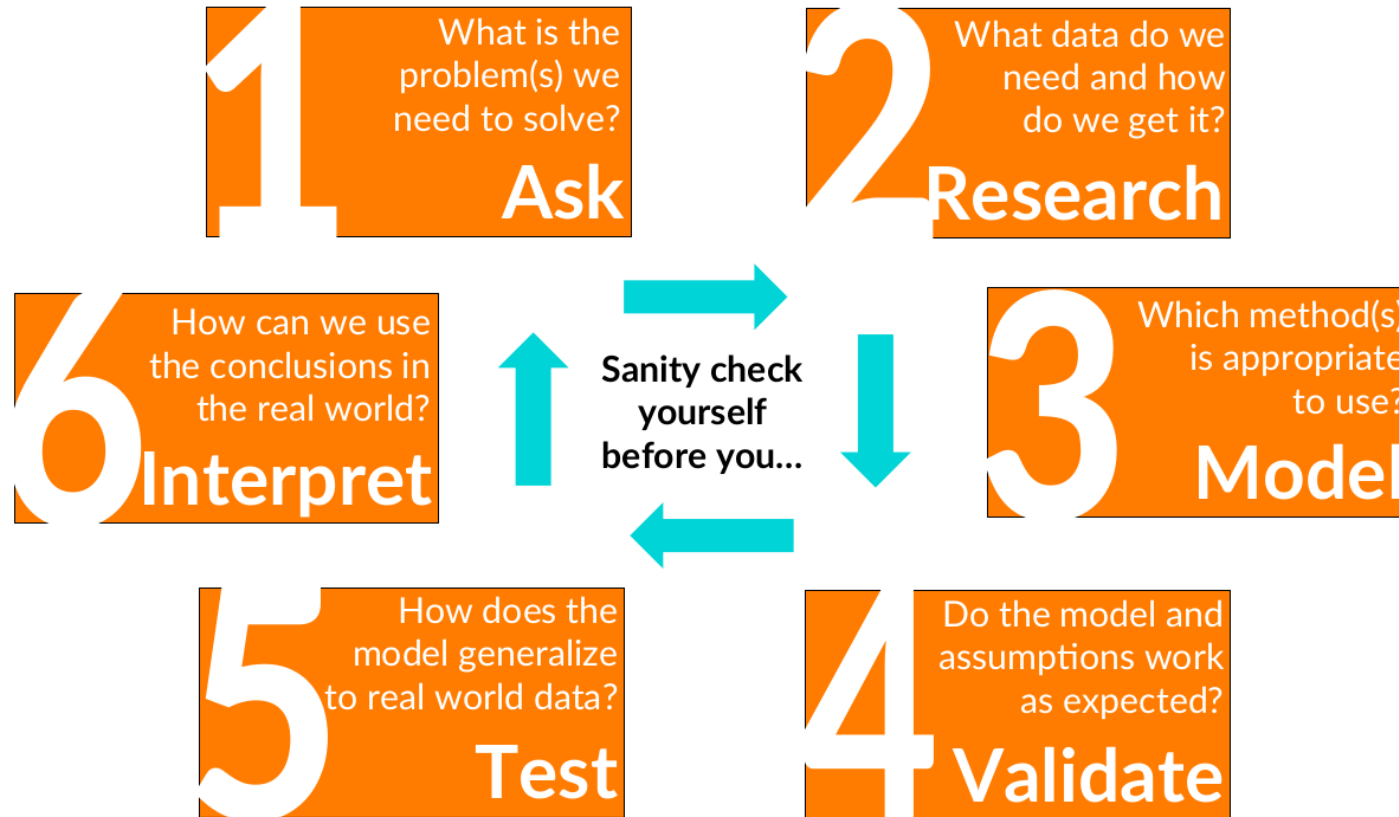 1
What is the
problem(s) we
need to solve?
Ask
2
What data do we
need and how
do we get it?
Research
3
Which method(s)
is appropriate
to use?
Model
4
Do the model and
assumptions work
as expected?
Validate
5
How does the
model generalize
to real world data?
Test
6
How can we use
the conclusions in
the real world?
Interpret
Sanity check
yourself
before you...